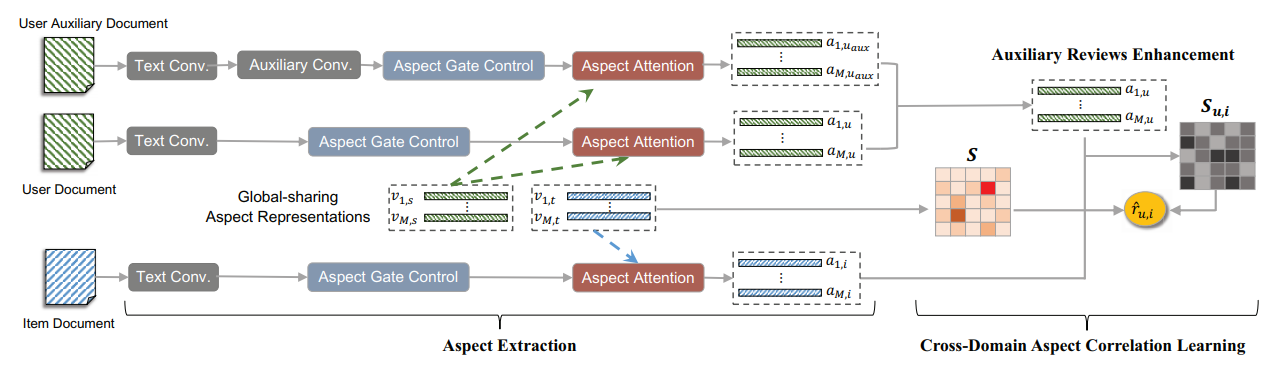 User Auxiliary Document
Text Conv.
Auxiliary Conv.
Aspect Gate Control
Aspect Attention
a_{1,u_{aux}}
⋮
a_{M,u_{aux}}
Auxiliary Reviews Enhancement
a_{1,u}
⋮
a_{M,u}
S_{u,i}
User Document
Text Conv.
Aspect Gate Control
Aspect Attention
a_{1,u}
⋮
a_{M,u}
Global-sharing
Aspect Representations
v_{1,s}
⋮
v_{M,s}
v_{1,t}
⋮
v_{M,t}
S
r̂_{u,i}
Item Document
Text Conv.
Aspect Gate Control
Aspect Attention
a_{1,i}
⋮
a_{M,i}
Aspect Extraction
Cross-Domain Aspect Correlation Learning